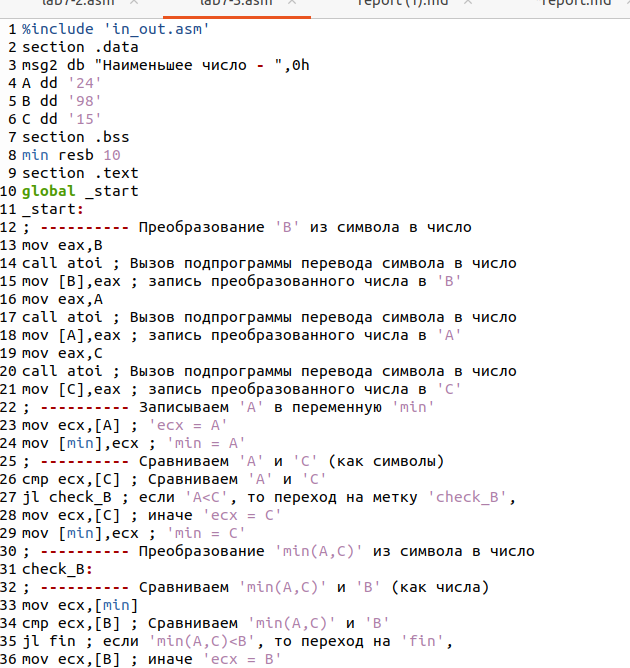 lab7-2.asm lab7-3.asm report (1).md report.md
1 %include 'in_out.asm'
2 section .data
3 msg2 db "Наименьшее число - ",0h
4 A dd '24'
5 B dd '98'
6 C dd '15'
7 section .bss
8 min resb 10
9 section .text
10 global _start
11 _start:
12 ; ---------- Преобразование 'B' из символа в число
13 mov eax,B
14 call atoi ; Вызов подпрограммы перевода символа в число
15 mov [B],eax ; запись преобразованного числа в 'B'
16 mov eax,A
17 call atoi ; Вызов подпрограммы перевода символа в число
18 mov [A],eax ; запись преобразованного числа в 'A'
19 mov eax,C
20 call atoi ; Вызов подпрограммы перевода символа в число
21 mov [C],eax ; запись преобразованного числа в 'C'
22 ; ---------- Записываем 'A' в переменную 'min'
23 mov ecx,[A] ; 'ecx = A'
24 mov [min],ecx ; 'min = A'
25 ; ---------- Сравниваем 'A' и 'C' (как символы)
26 cmp ecx,[C] ; Сравниваем 'A' и 'C'
27 jl check_B ; если 'A<C', то переход на метку 'check_B',
28 mov ecx,[C] ; иначе 'ecx = C'
29 mov [min],ecx ; 'min = C'
30 ; ---------- Преобразование 'min(A,C)' из символа в число
31 check_B:
32 ; ---------- Сравниваем 'min(A,C)' и 'B' (как числа)
33 mov ecx,[min]
34 cmp ecx,[B] ; Сравниваем 'min(A,C)' и 'B'
35 jl fin ; если 'min(A,C)<B', то переход на 'fin',
36 mov ecx,[B] ; иначе 'ecx = B'